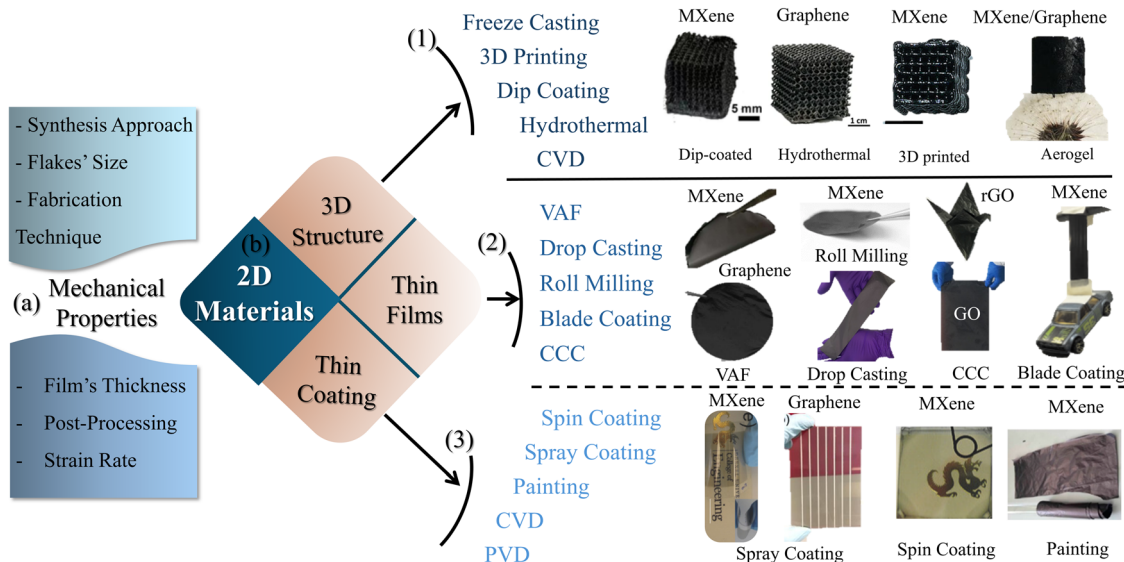 - Synthesis Approach
- Flakes' Size
- Fabrication
Technique
(a) Mechanical
Properties
- Film's Thickness
- Post-Processing
- Strain Rate
(b)
2D
Materials
3D
Structure
Thin
Films
Thin
Coating
(1)
Freeze Casting
3D Printing
Dip Coating
Hydrothermal
CVD
MXene
Graphene
MXene
MXene/Graphene
5 mm
1 cm
Dip-coated
Hydrothermal
3D printed
Aerogel
(2)
VAF
Drop Casting
Roll Milling
Blade Coating
CCC
MXene
MXene
rGO
MXene
Graphene
Roll Milling
GO
VAF
Drop Casting
CCC
Blade Coating
(3)
Spin Coating
Spray Coating
Painting
CVD
PVD
MXene
Graphene
MXene
MXene
Spray Coating
Spin Coating
Painting